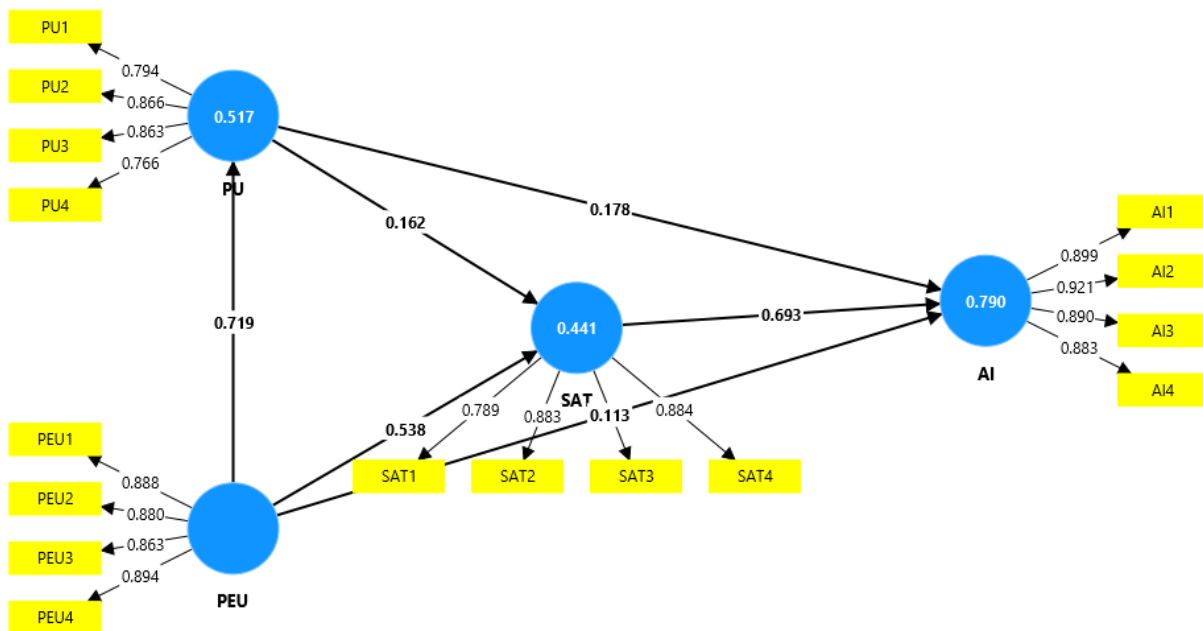 PU1
PU2
PU3
PU4
0.794
0.866
0.863
0.766
0.517
PU
0.178
0.162
0.719
AI1
AI2
AI3
AI4
0.899
0.921
0.890
0.883
0.790
AI
0.693
0.441
SAT
0.789
0.883
0.113
0.884
0.538
SAT1
SAT2
SAT3
SAT4
PEU1
PEU2
PEU3
PEU4
0.888
0.880
0.863
0.894
PEU